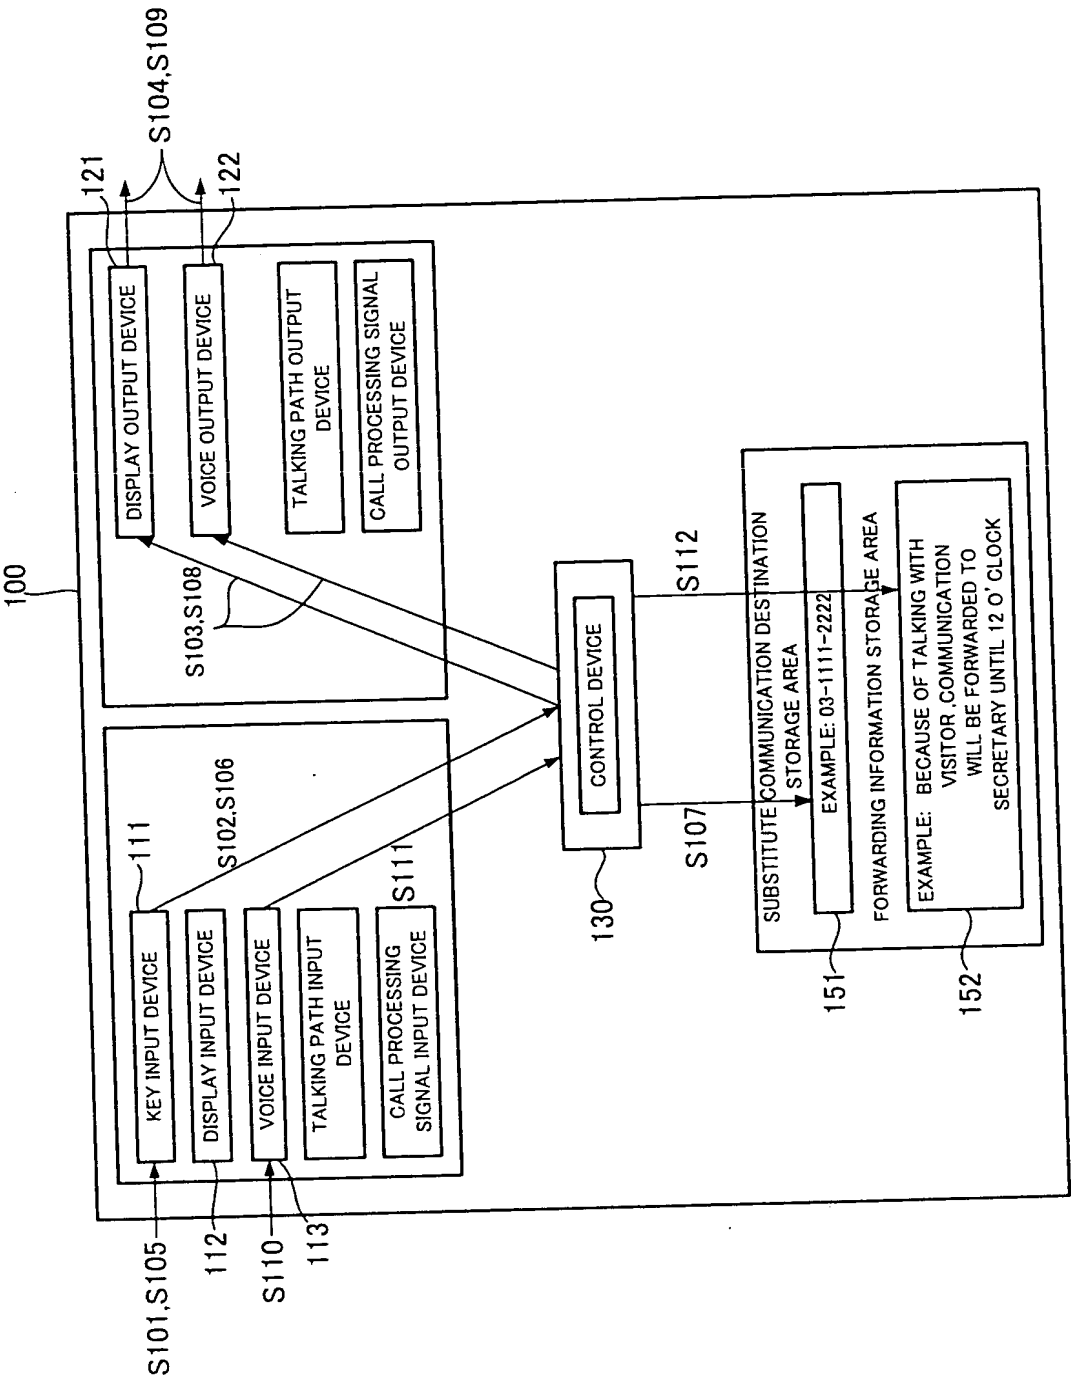 100
S101,S105
112
S110
113
KEY INPUT DEVICE
DISPLAY INPUT DEVICE
VOICE INPUT DEVICE
TALKING PATH INPUT
DEVICE
CALL PROCESSING
SIGNAL INPUT DEVICE
111
S102,S106
S111
S103,S108
DISPLAY OUTPUT DEVICE
VOICE OUTPUT DEVICE
TALKING PATH OUTPUT
DEVICE
CALL PROCESSING SIGNAL
OUTPUT DEVICE
121
122
S104,S109
130
CONTROL DEVICE
S107
S112
SUBSTITUTE COMMUNICATION DESTINATION
STORAGE AREA
EXAMPLE: 03-1111-2222
151
FORWARDING INFORMATION STORAGE AREA
EXAMPLE: BECAUSE OF TALKING WITH
VISITOR ,COMMUNICATION
WILL BE FORWARDED TO
SECRETARY UNTIL 12 O' CLOCK
152